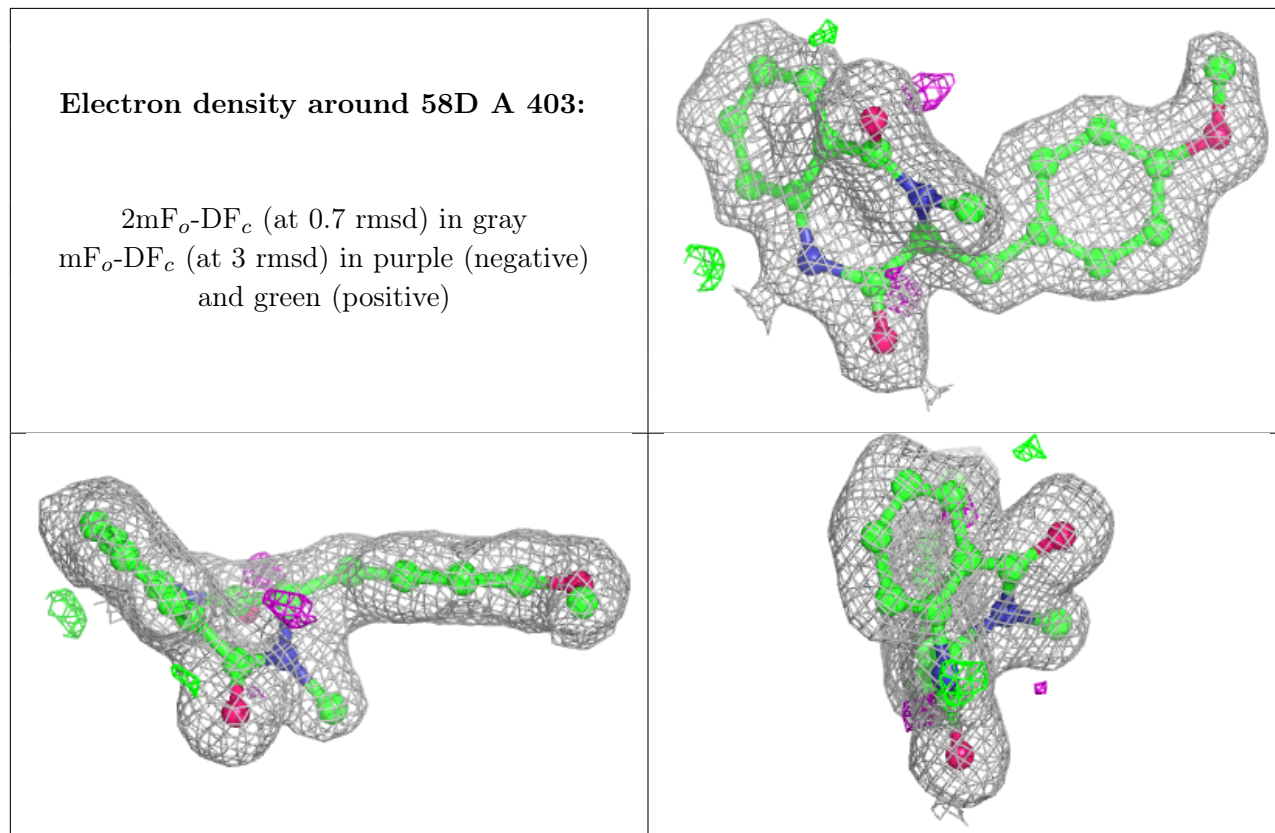 Electron density around 58D A 403:
2mFo-DFc (at 0.7 rmsd) in gray
mFo-DFc (at 3 rmsd) in purple (negative)
and green (positive)